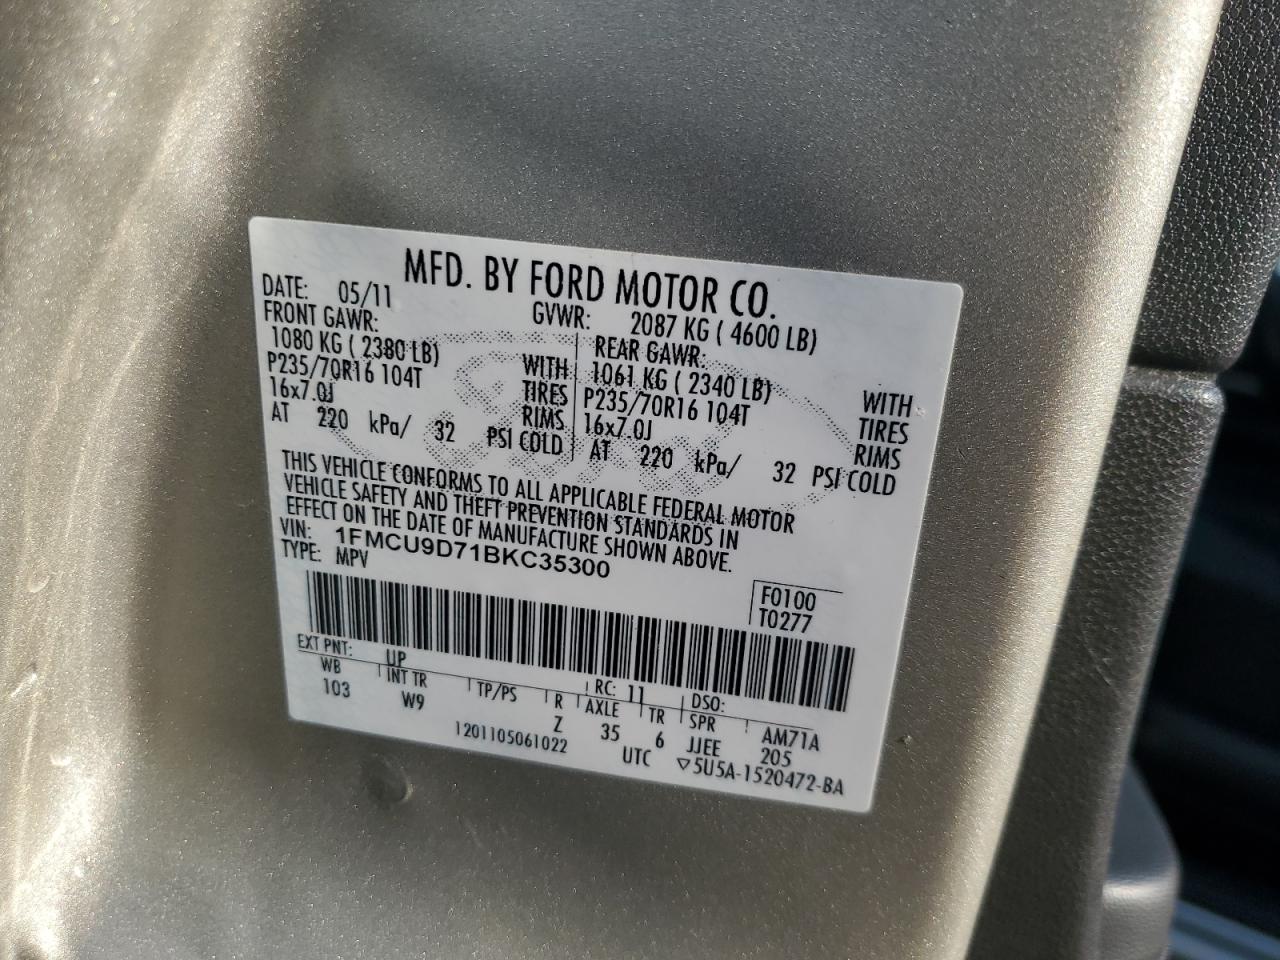 MFD. BY FORD MOTOR CO.
DATE: 05/11 GVWR: 2087 KG ( 4600 LB)
FRONT GAWR: REAR GAWR:
1080 KG ( 2380 LB) WITH 1061 KG ( 2340 LB) WITH
P235/70R16 104T TIRES P235/70R16 104T TIRES
16x7.0J RIMS 16x7.0J RIMS
AT 220 kPa/ 32 PSI COLD AT 220 kPa/ 32 PSI COLD
THIS VEHICLE CONFORMS TO ALL APPLICABLE FEDERAL MOTOR
VEHICLE SAFETY AND THEFT PREVENTION STANDARDS IN
EFFECT ON THE DATE OF MANUFACTURE SHOWN ABOVE.
VIN: 1FMCU9D71BKC35300
TYPE: MPV
F0100
T0277
EXT PNT: UP RC: 11 DSO:
WB INT TR TP/PS R AXLE TR SPR AM71A
103 W9 Z 35 6 JJEE 205
1201105061022 UTC ▽5U5A-1520472-BA